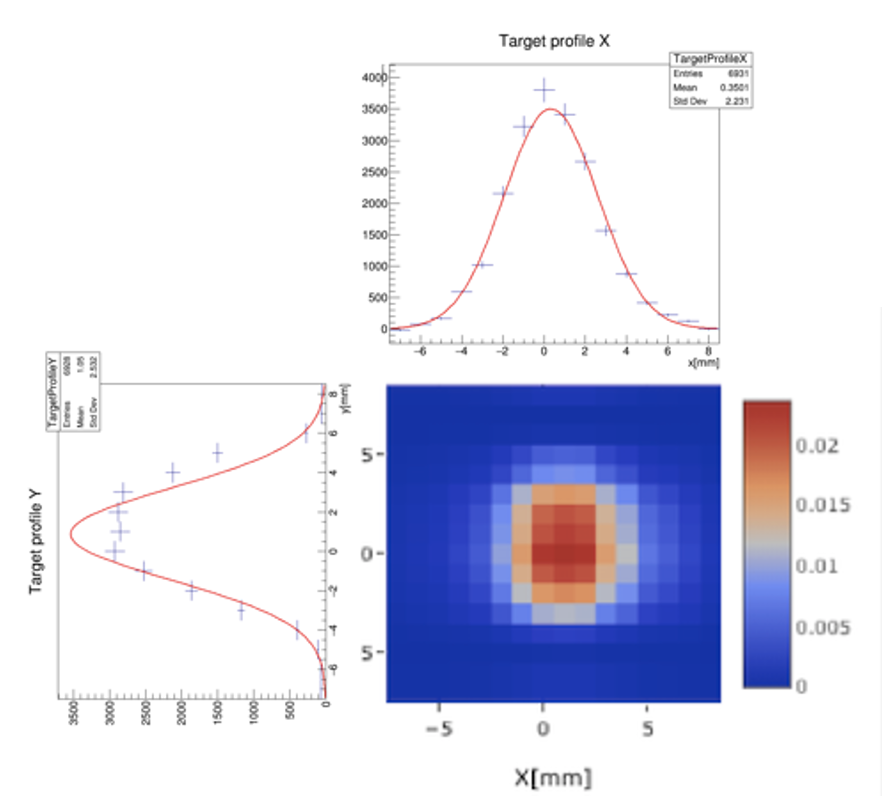 Target profile X
TargetProfileX
Entries 6931
Mean 0.3501
Std Dev 2.231
4000
3500
3000
2500
2000
1500
1000
500
0
-6 -4 -2 0 2 4 6 8
x[mm]
Target profile Y
TargetProfileY
Entries 6928
Mean 1.05
Std Dev 2.532
y[mm]
8
6
4
2
0
-2
-4
-6
3500 3000 2500 2000 1500 1000 500 0
5
0
5
−5 0 5
X[mm]
0.02
0.015
0.01
0.005
0